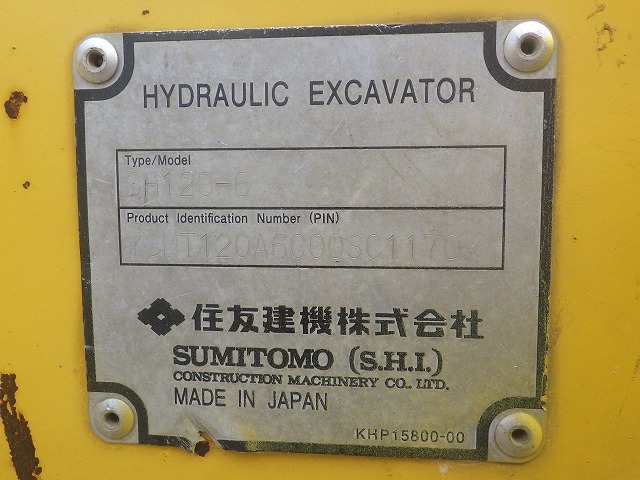 HYDRAULIC EXCAVATOR
Type/Model
SH120-6
Product Identification Number (PIN)
住友建機株式会社
SUMITOMO (S.H.I.)
CONSTRUCTION MACHINERY CO., LTD.
MADE IN JAPAN
KHP15800-00